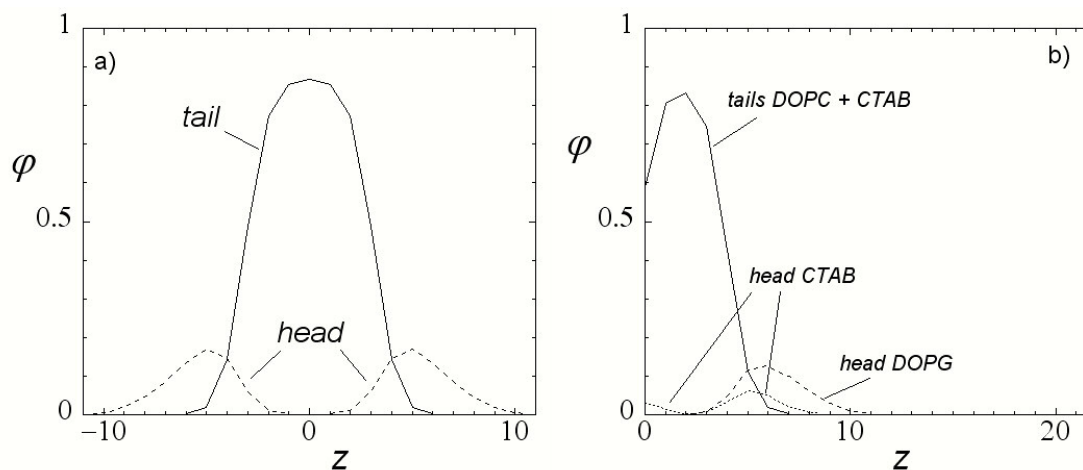 a)
1
0.5
0
φ
tail
head
−10
0
10
z
b)
1
0.5
0
φ
tails DOPC + CTAB
head CTAB
head DOPG
0
10
20
z